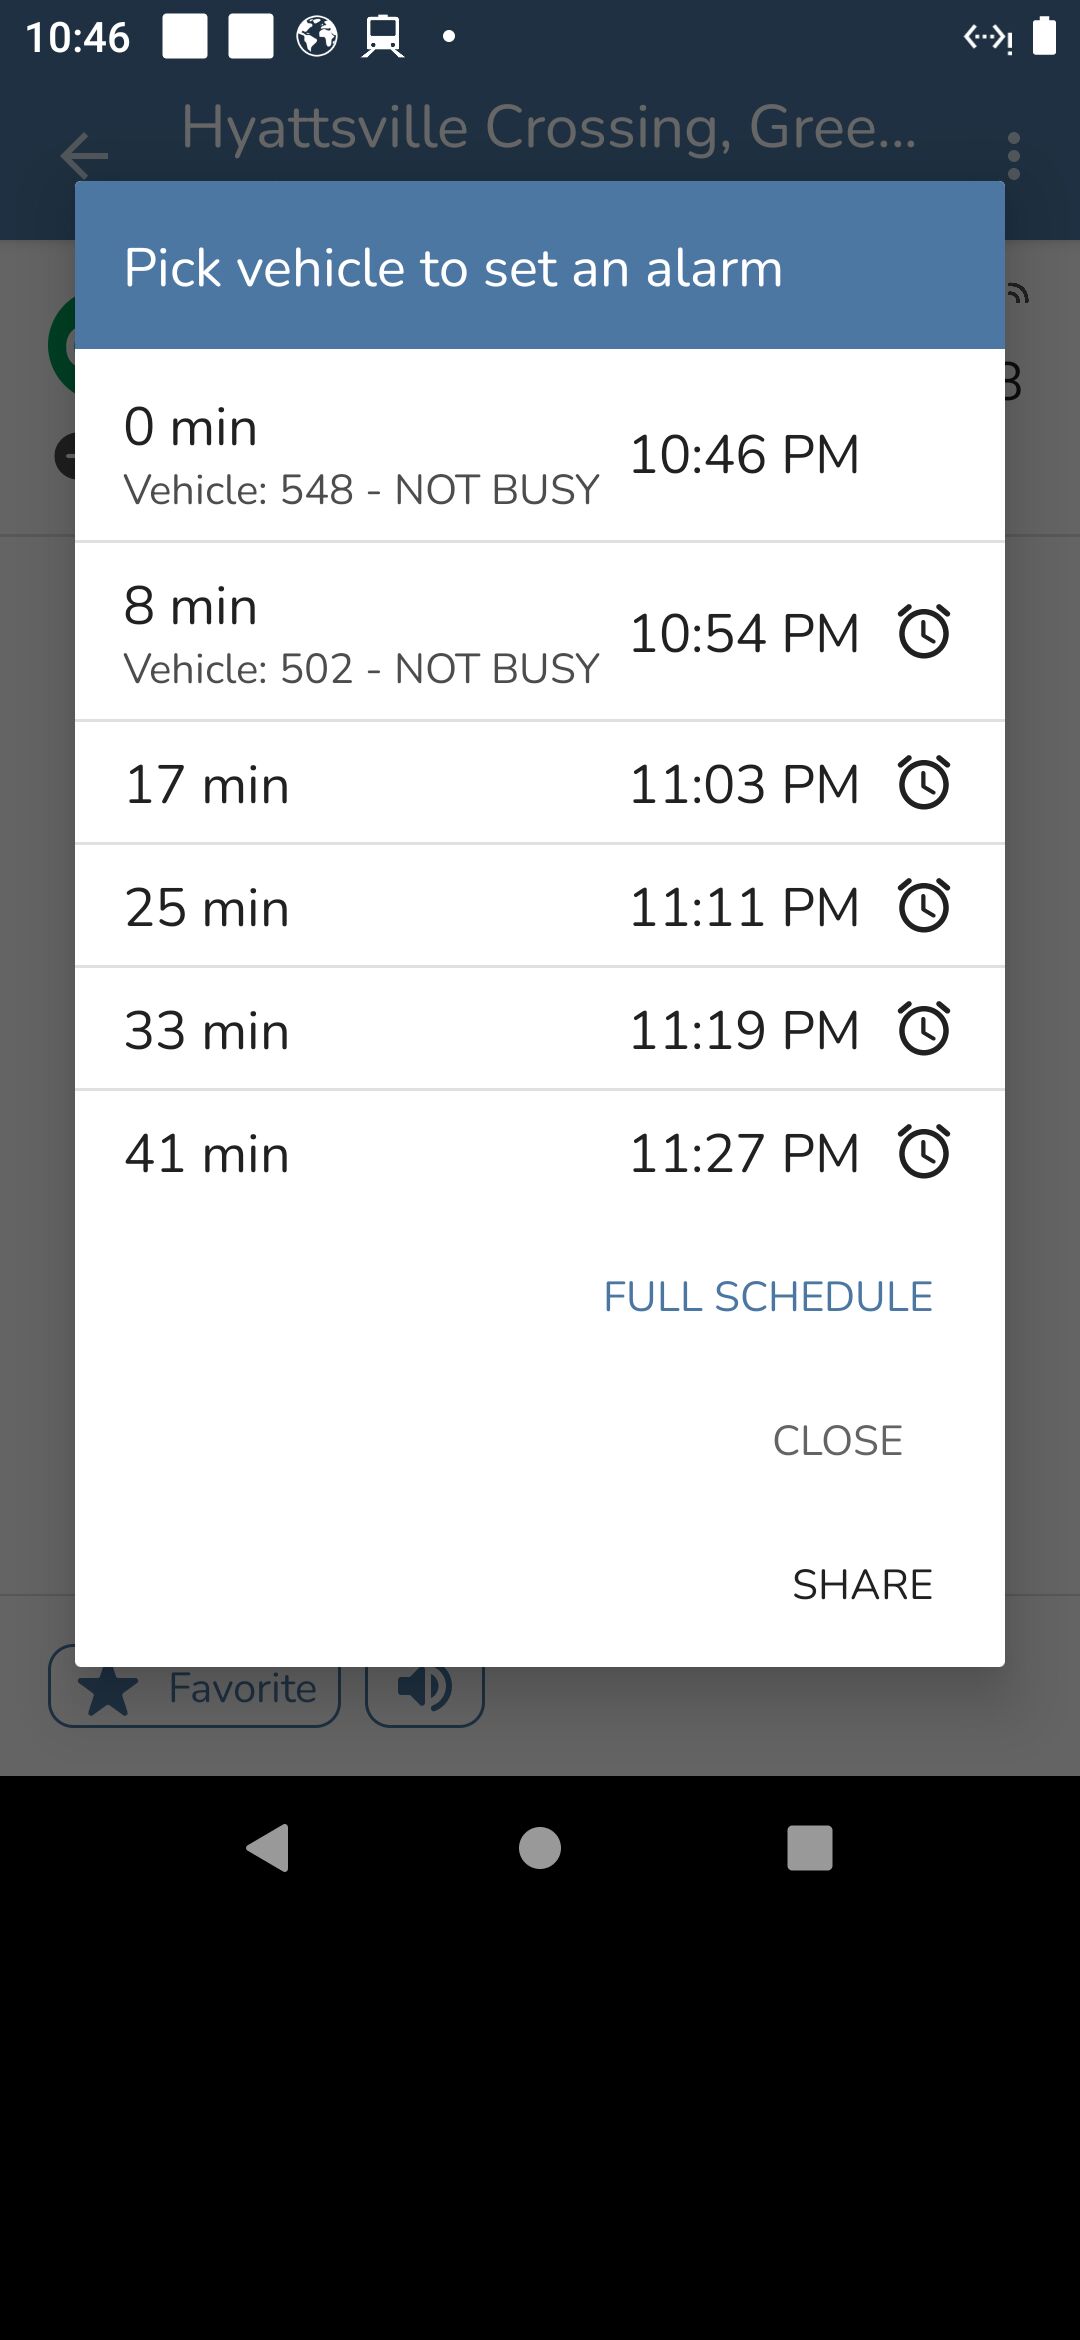 10:46
Hyattsville Crossing, Gree...
Pick vehicle to set an alarm
0 min
Vehicle: 548 - NOT BUSY
10:46 PM
8 min
Vehicle: 502 - NOT BUSY
10:54 PM
17 min
11:03 PM
25 min
11:11 PM
33 min
11:19 PM
41 min
11:27 PM
FULL SCHEDULE
CLOSE
SHARE
Favorite